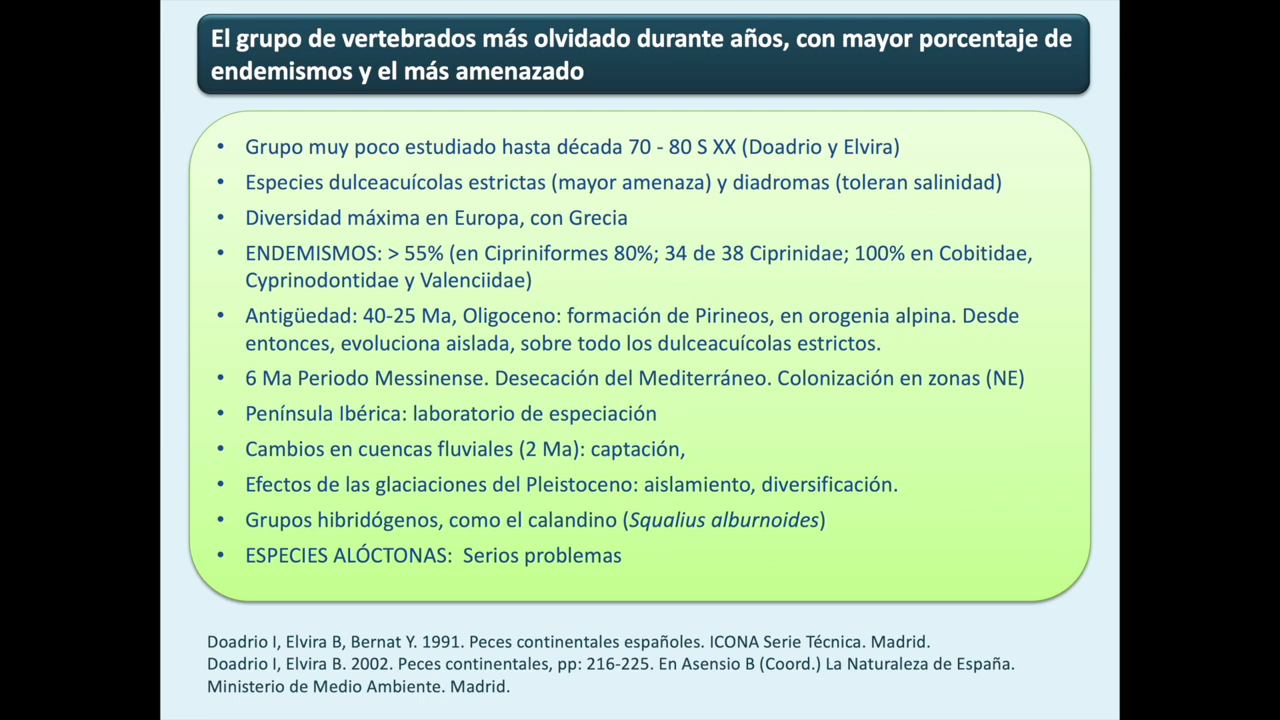 El grupo de vertebrados más olvidado durante años, con mayor porcentaje de
endemismos y el más amenazado
• Grupo muy poco estudiado hasta década 70 - 80 S XX (Doadrio y Elvira)
• Especies dulceacuícolas estrictas (mayor amenaza) y diadromas (toleran salinidad)
• Diversidad máxima en Europa, con Grecia
• ENDEMISMOS: > 55% (en Cipriniformes 80%; 34 de 38 Ciprinidae; 100% en Cobitidae,
Cyprinodontidae y Valenciidae)
• Antigüedad: 40-25 Ma, Oligoceno: formación de Pirineos, en orogenia alpina. Desde
entonces, evoluciona aislada, sobre todo los dulceacuícolas estrictos.
• 6 Ma Periodo Messinense. Desecación del Mediterráneo. Colonización en zonas (NE)
• Península Ibérica: laboratorio de especiación
• Cambios en cuencas fluviales (2 Ma): captación,
• Efectos de las glaciaciones del Pleistoceno: aislamiento, diversificación.
• Grupos hibridógenos, como el calandino (Squalius alburnoides)
• ESPECIES ALÓCTONAS: Serios problemas
Doadrio I, Elvira B, Bernat Y. 1991. Peces continentales españoles. ICONA Serie Técnica. Madrid.
Doadrio I, Elvira B. 2002. Peces continentales, pp: 216-225. En Asensio B (Coord.) La Naturaleza de España.
Ministerio de Medio Ambiente. Madrid.